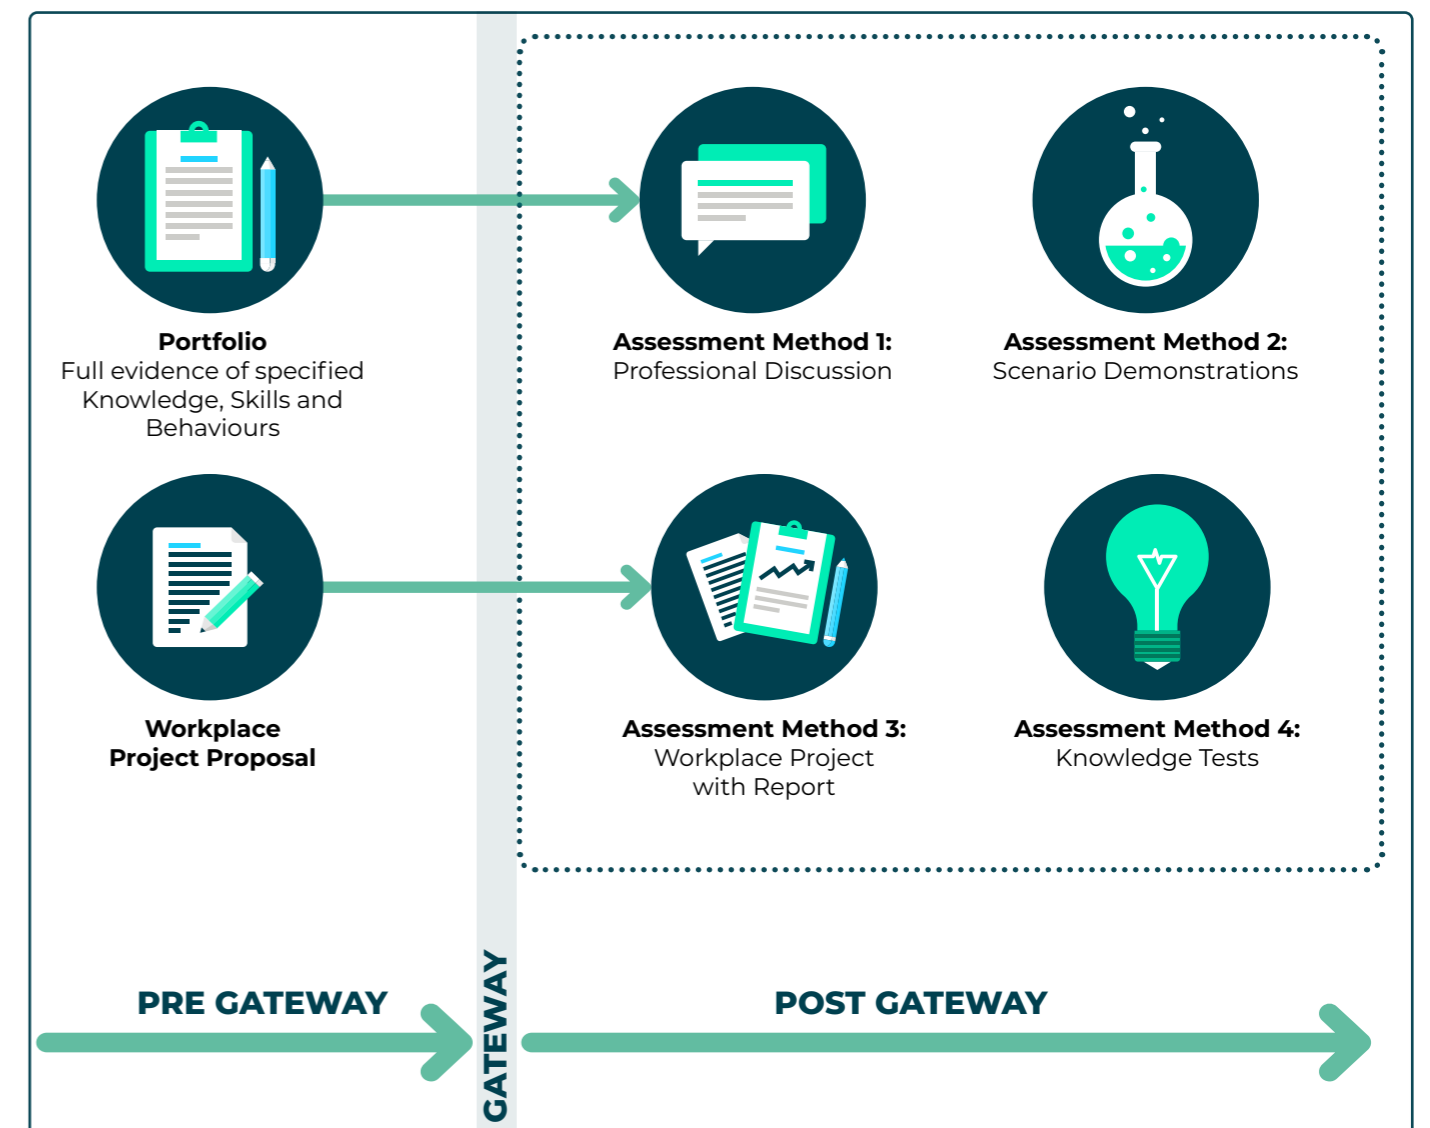 Portfolio
Full evidence of specified
Knowledge, Skills and
Behaviours
Assessment Method 1:
Professional Discussion
Assessment Method 2:
Scenario Demonstrations
Workplace
Project Proposal
Assessment Method 3:
Workplace Project
with Report
Assessment Method 4:
Knowledge Tests
PRE GATEWAY
GATEWAY
POST GATEWAY